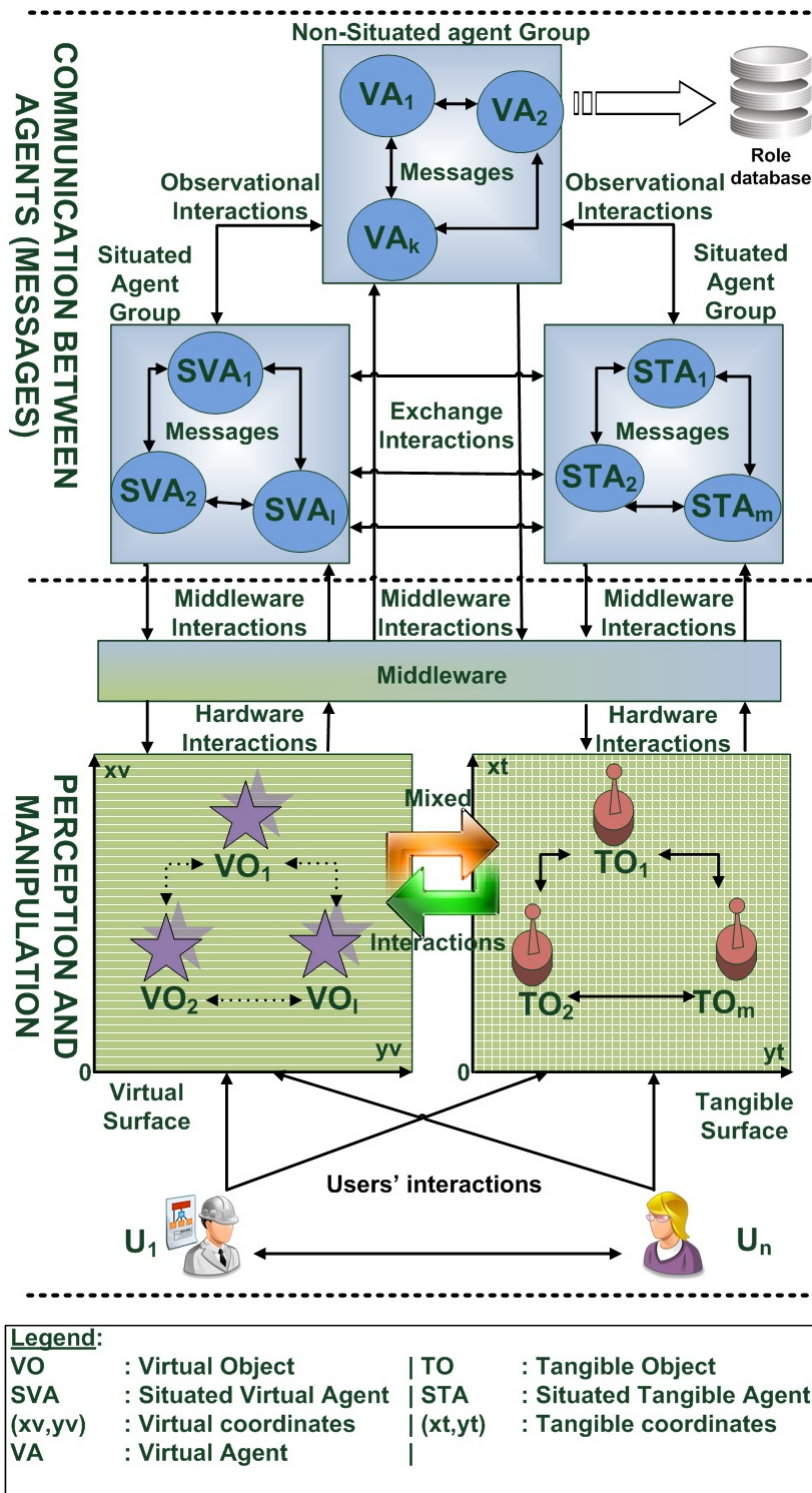 Non-Situated agent Group
COMMUNICATION BETWEEN
AGENTS (MESSAGES)
VA1
VA2
Messages
VAk
Role
database
Observational
Interactions
Observational
Interactions
Situated
Agent
Group
Situated
Agent
Group
SVA1
Messages
SVA2
SVAl
Exchange
Interactions
STA1
Messages
STA2
STAm
Middleware
Interactions
Middleware
Interactions
Middleware
Interactions
Middleware
Hardware
Interactions
Hardware
Interactions
PERCEPTION AND
MANIPULATION
xv
VO1
VO2
VOl
yv
0
Virtual
Surface
Mixed
Interactions
xt
TO1
TO2
TOm
yt
0
Tangible
Surface
Users' interactions
U1
Un
Legend:
VO : Virtual Object | TO : Tangible Object
SVA : Situated Virtual Agent | STA : Situated Tangible Agent
(xv,yv) : Virtual coordinates | (xt,yt) : Tangible coordinates
VA : Virtual Agent |